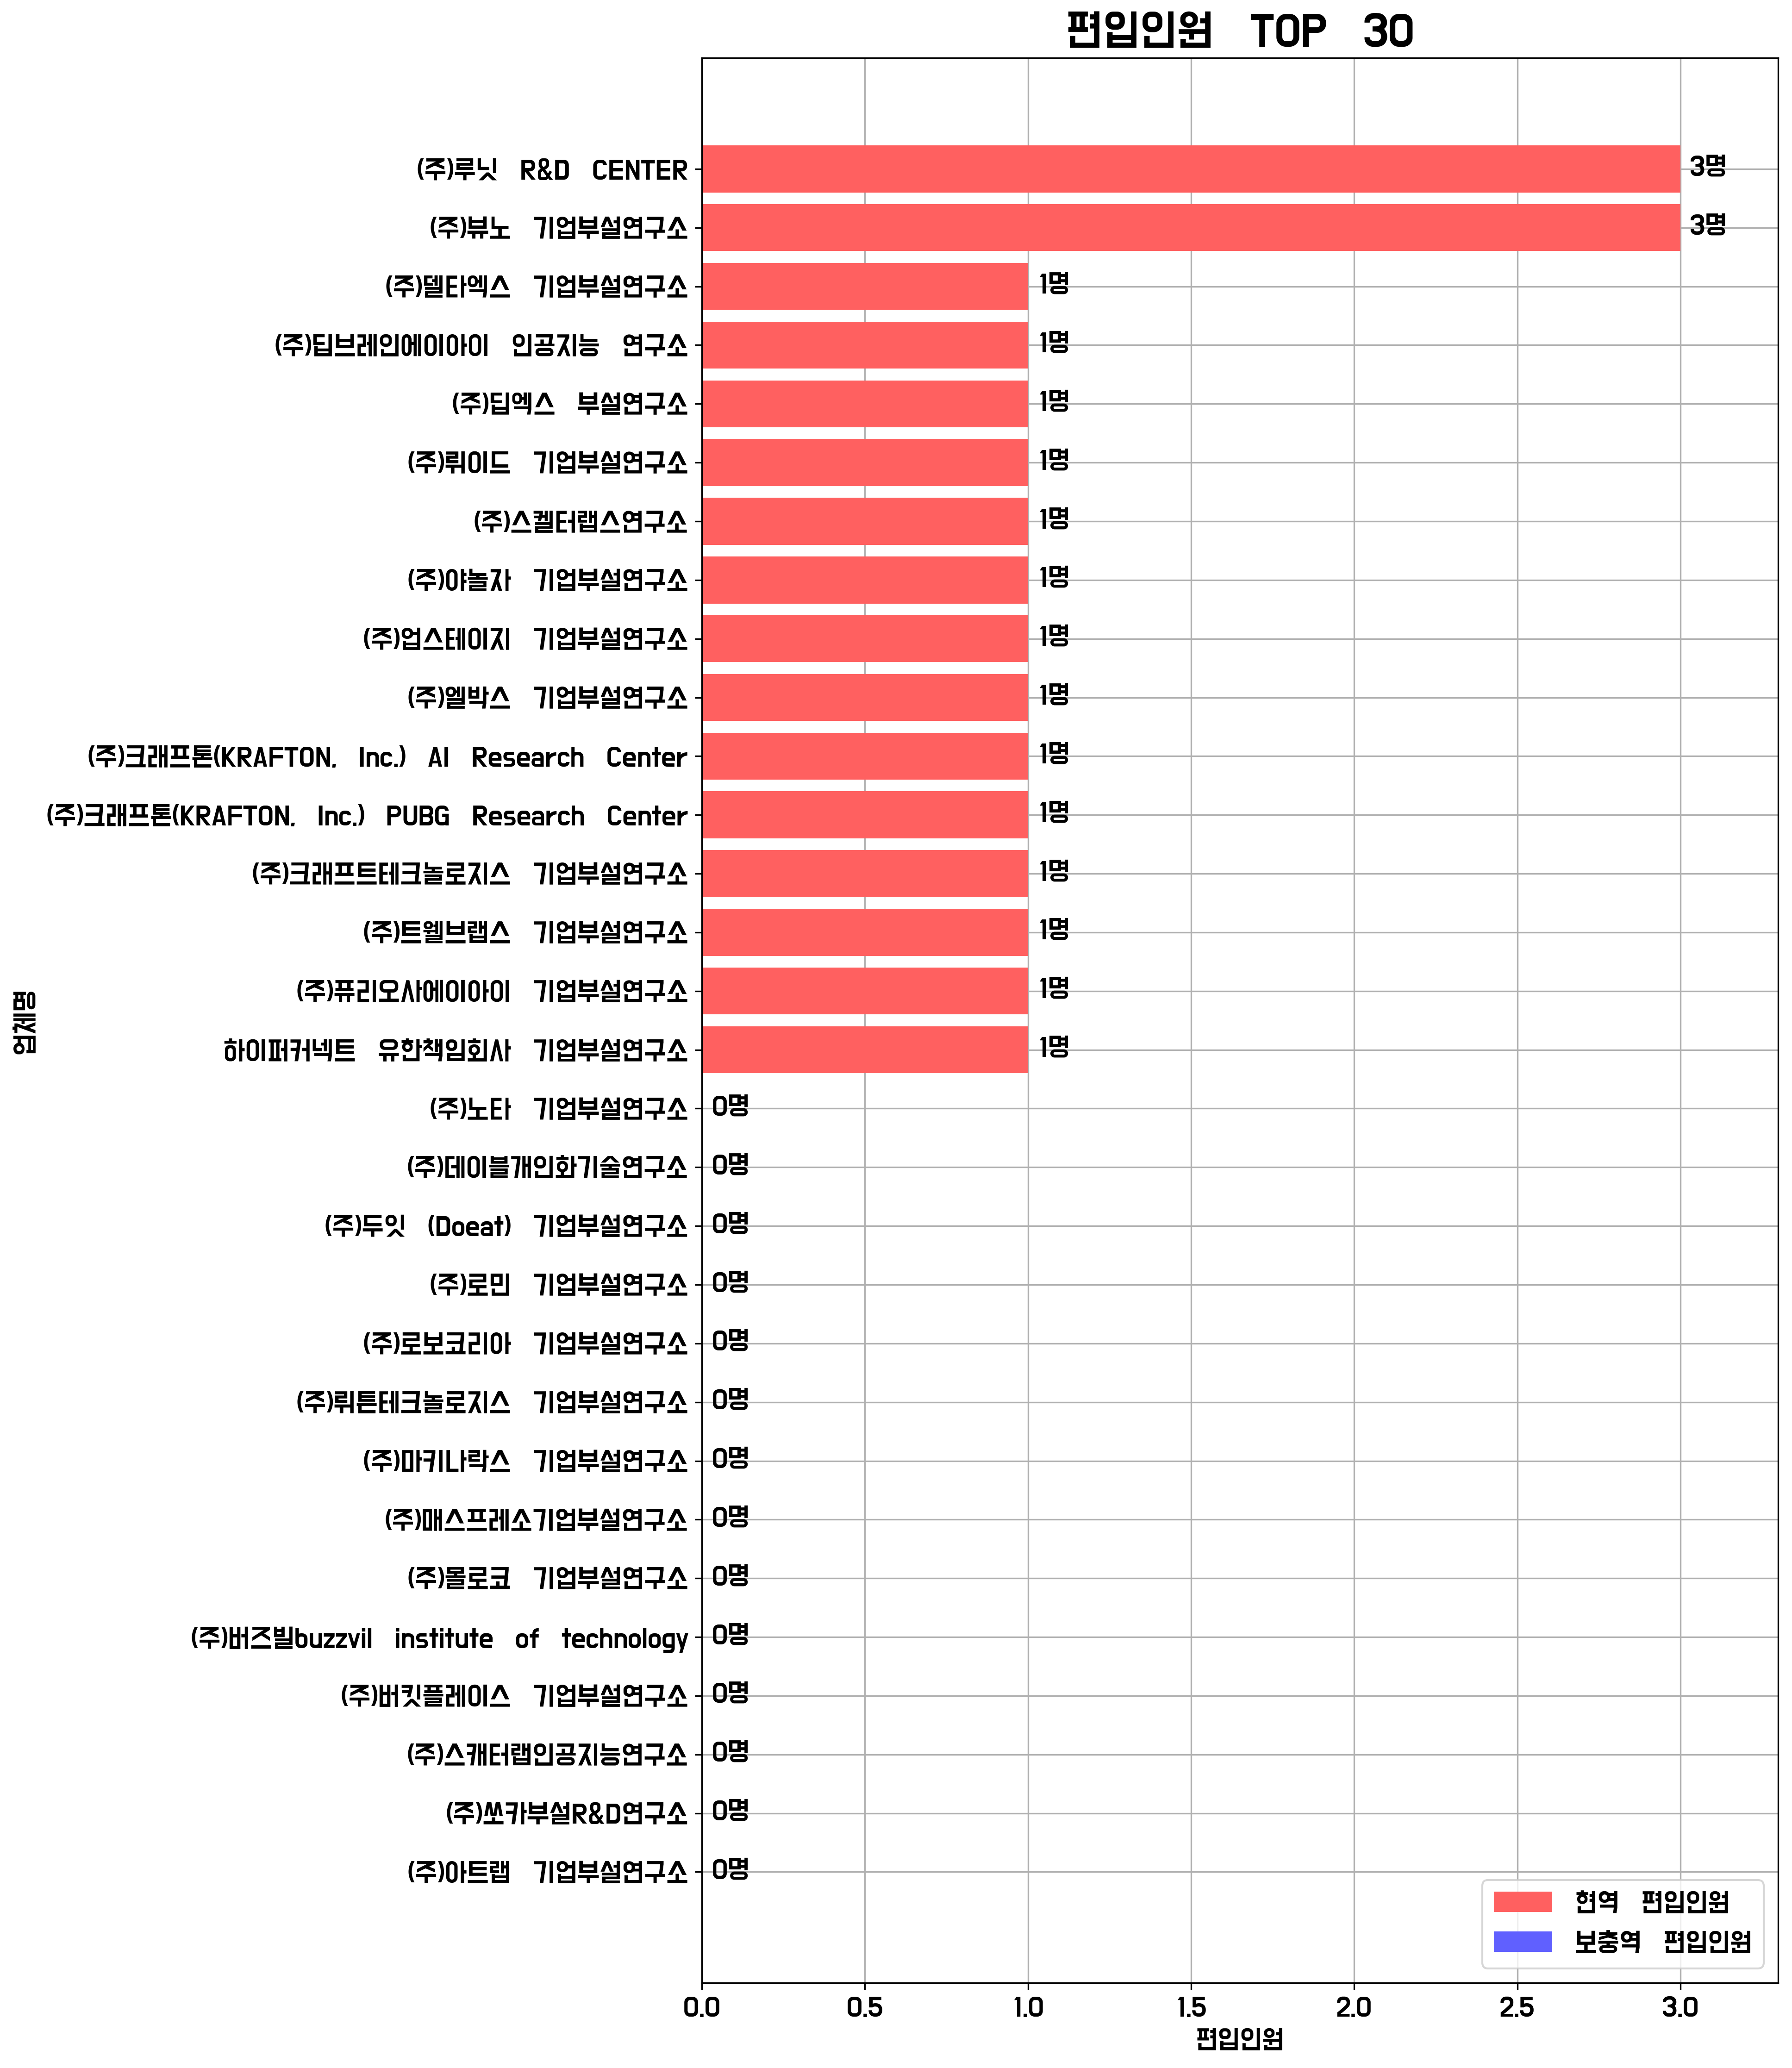 편입인원 TOP 30
(주)루닛 R&D CENTER 3명
(주)뷰노 기업부설연구소 3명
(주)델타엑스 기업부설연구소 1명
(주)딥브레인에이아이 인공지능 연구소 1명
(주)딥엑스 부설연구소 1명
(주)뤼이드 기업부설연구소 1명
(주)스켈터랩스연구소 1명
(주)야놀자 기업부설연구소 1명
(주)업스테이지 기업부설연구소 1명
(주)엘박스 기업부설연구소 1명
(주)크래프톤(KRAFTON, Inc.) AI Research Center 1명
(주)크래프톤(KRAFTON, Inc.) PUBG Research Center 1명
(주)크래프트테크놀로지스 기업부설연구소 1명
(주)트웰브랩스 기업부설연구소 1명
(주)퓨리오사에이아이 기업부설연구소 1명
하이퍼커넥트 유한책임회사 기업부설연구소 1명
(주)노타 기업부설연구소 0명
(주)데이블개인화기술연구소 0명
(주)두잇 (Doeat) 기업부설연구소 0명
(주)로민 기업부설연구소 0명
(주)로보코리아 기업부설연구소 0명
(주)뤼튼테크놀로지스 기업부설연구소 0명
(주)마키나락스 기업부설연구소 0명
(주)매스프레소기업부설연구소 0명
(주)몰로코 기업부설연구소 0명
(주)버즈빌buzzvil institute of technology 0명
(주)버킷플레이스 기업부설연구소 0명
(주)스캐터랩인공지능연구소 0명
(주)쏘카부설R&D연구소 0명
(주)아트랩 기업부설연구소 0명
업체명
현역 편입인원
보충역 편입인원
0.0 0.5 1.0 1.5 2.0 2.5 3.0
편입인원